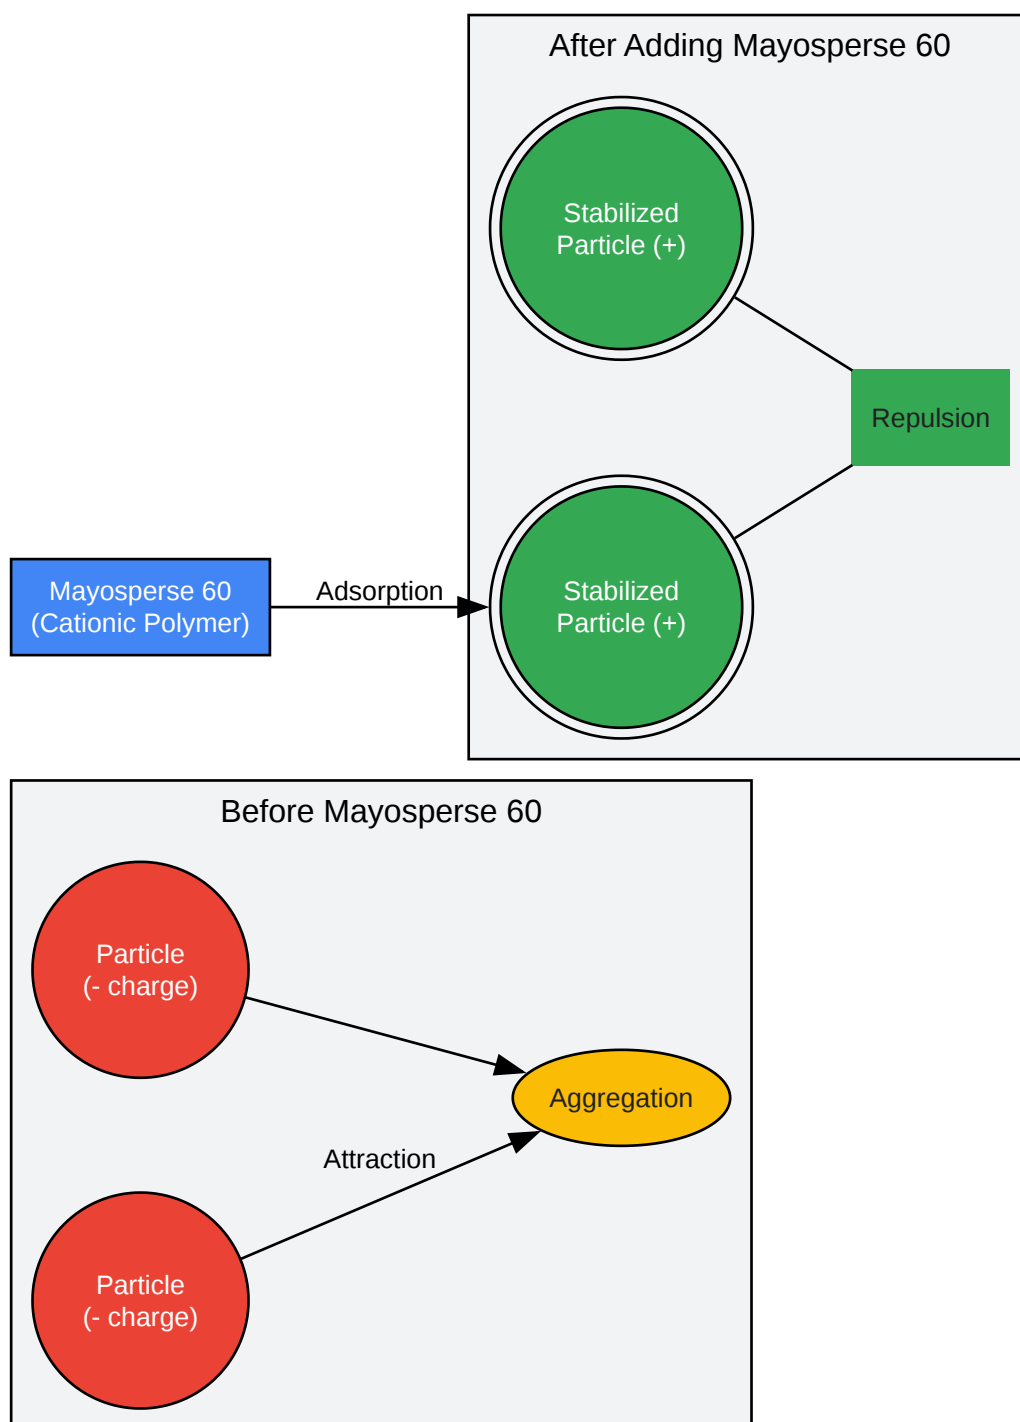 After Adding Mayosperse 60
Stabilized
Particle (+)
Repulsion
Stabilized
Particle (+)
Mayosperse 60
(Cationic Polymer)
Adsorption
Before Mayosperse 60
Particle
(- charge)
Aggregation
Attraction
Particle
(- charge)